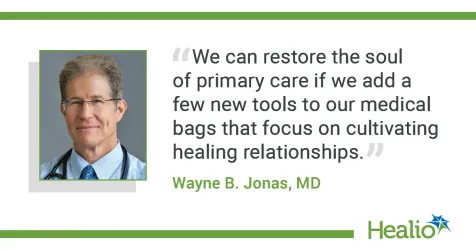 “We can restore the soul
of primary care if we add a
few new tools to our medical
bags that focus on cultivating
healing relationships.”
Wayne B. Jonas, MD
Healio